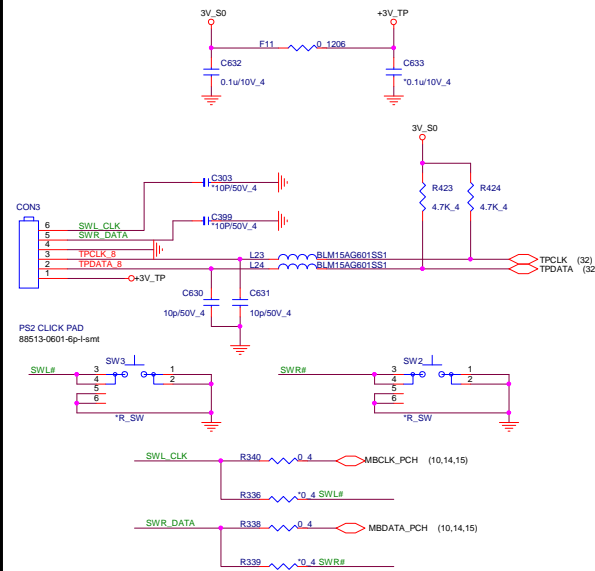 3V_S0
+3V_TP
F11
0_1206
C632
0.1u/10V_4
C633
*0.1u/10V_4
3V_S0
C303
*10P/50V_4
R423
4.7K_4
R424
4.7K_4
CON3
C399
*10P/50V_4
6
SWL_CLK
5
SWR_DATA
4
3
TPCLK_8
2
TPDATA_8
1
+3V_TP
L23
BLM15AG601SS1
L24
BLM15AG601SS1
TPCLK (32)
TPDATA (32
C630
10p/50V_4
C631
10p/50V_4
PS2 CLICK PAD
88513-0601-6p-l-smt
SWL#
SW3
3
4
5
6
1
2
*R_SW
SWR#
SW2
3
4
5
6
1
2
*R_SW
SWL_CLK
R340
0_4
MBCLK_PCH (10,14,15)
R336
*0_4
SWL#
SWR_DATA
R338
0_4
MBDATA_PCH (10,14,15)
R339
*0_4
SWR#